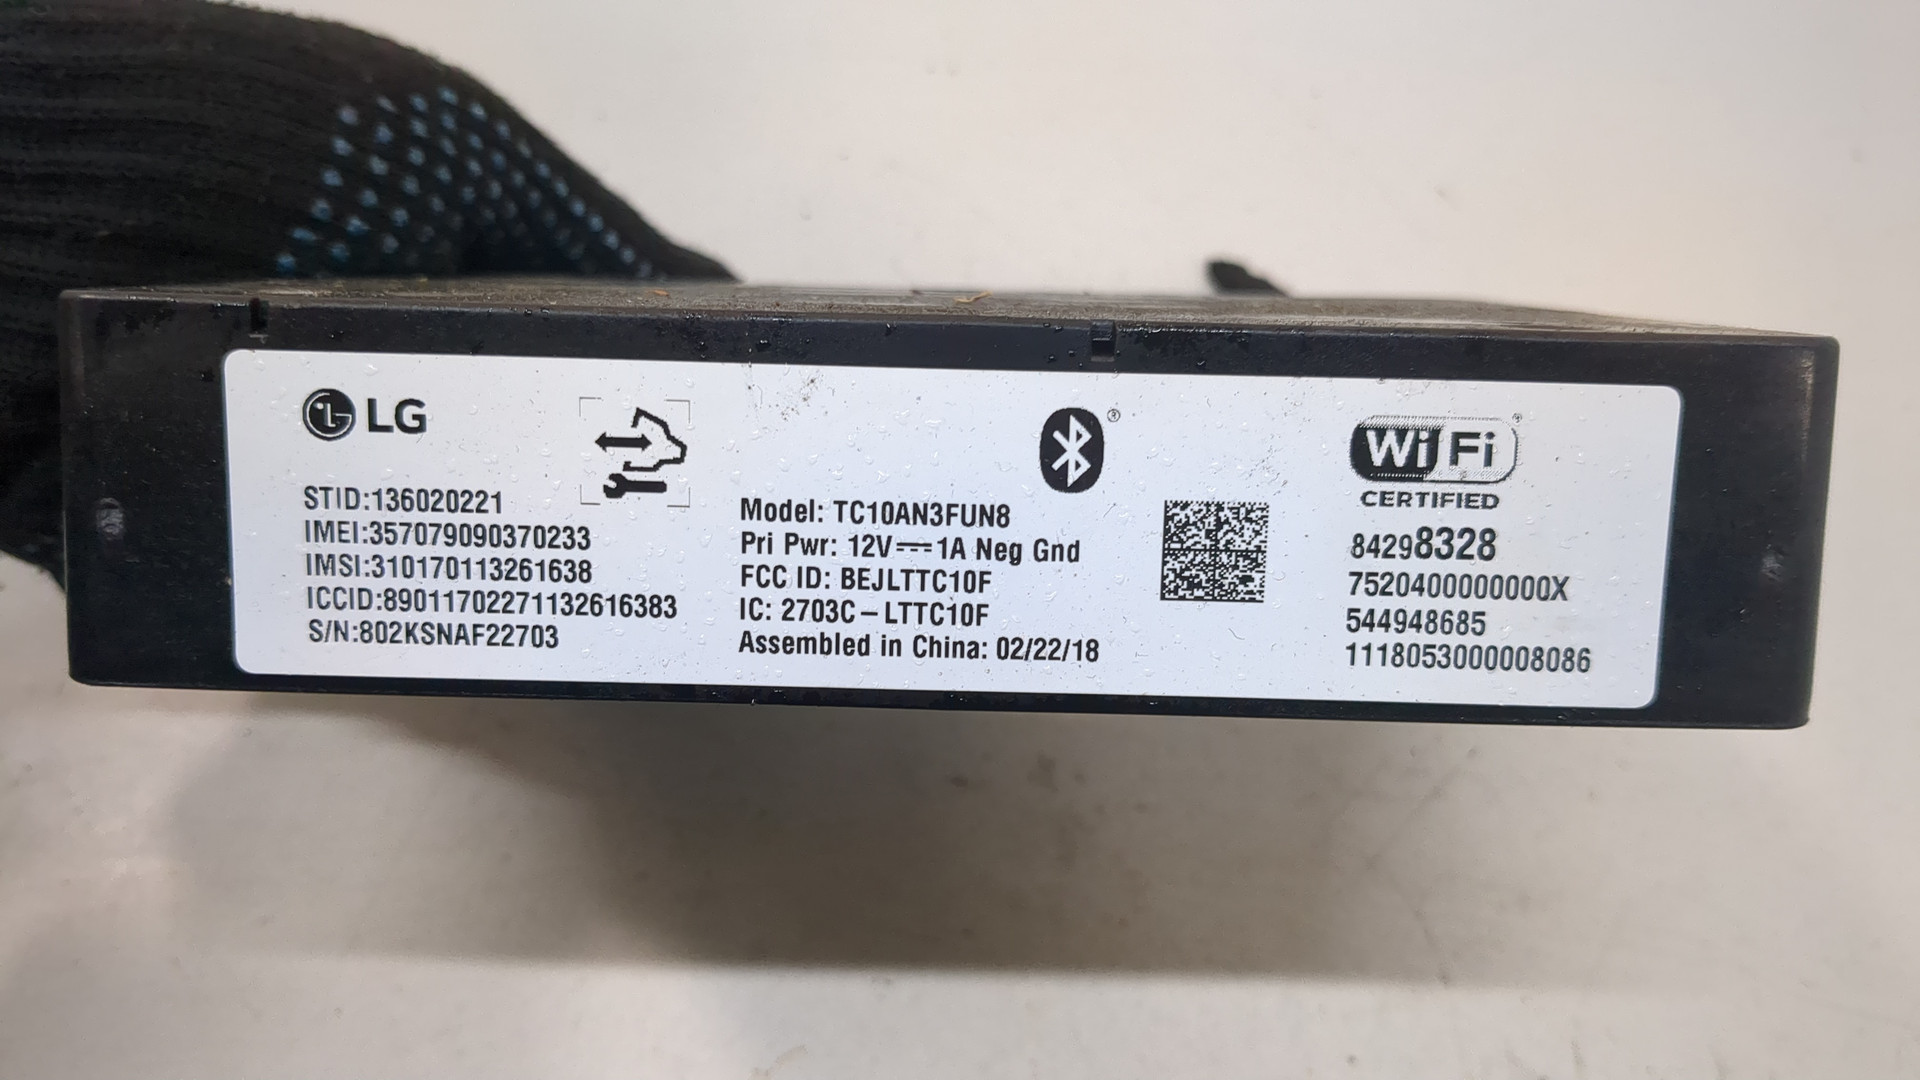 LG
STID:136020221
IMEI:357079090370233
IMSI:310170113261638
ICCID:89011702271132616383
S/N:802KSNAF22703
Model: TC10AN3FUN8
Pri Pwr: 12V⎓1A Neg Gnd
FCC ID: BEJLTTC10F
IC: 2703C-LTTC10F
Assembled in China: 02/22/18
®
Wi Fi ®
CERTIFIED
84298328
7520400000000X
544948685
1118053000008086